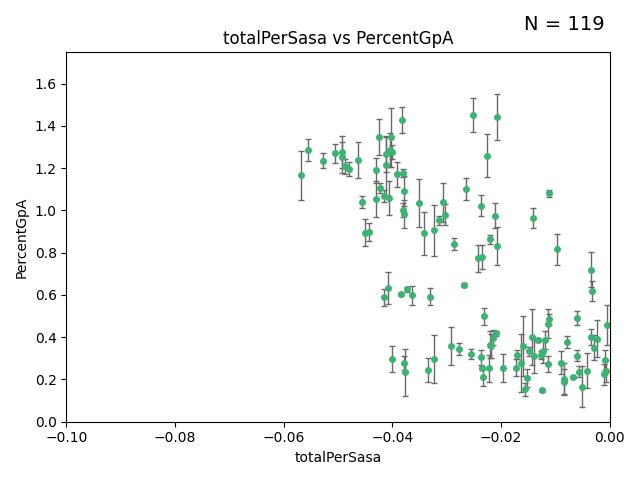 N = 119
totalPerSasa vs PercentGpA
1.6
1.4
1.2
1.0
0.8
0.6
0.4
0.2
0.0
PercentGpA
−0.10 −0.08 −0.06 −0.04 −0.02 0.00
totalPerSasa